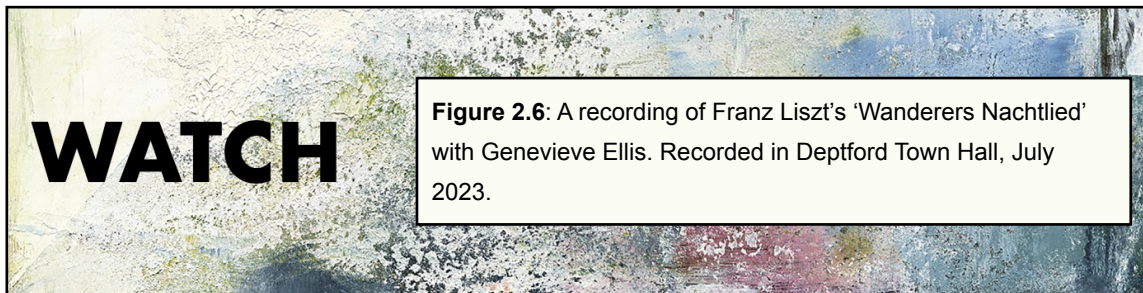 WATCH
Figure 2.6: A recording of Franz Liszt’s ‘Wanderers Nachtlied’
with Genevieve Ellis. Recorded in Deptford Town Hall, July
2023.